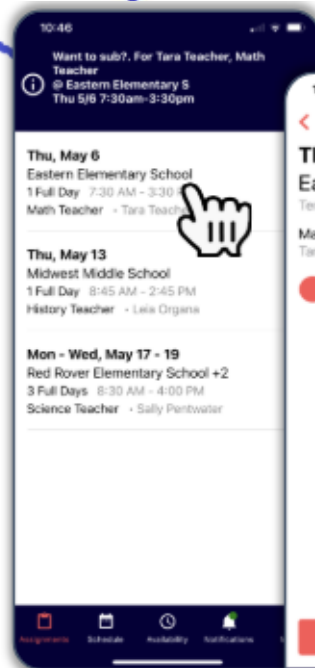 10:46
Want to sub?. For Tara Teacher, Math
Teacher
@ Eastern Elementary S
Thu 5/6 7:30am-3:30pm
Thu, May 6
Eastern Elementary School
1 Full Day 7:30 AM - 3:30
Math Teacher • Tara Teacher
Thu, May 13
Midwest Middle School
1 Full Day 8:45 AM - 2:45 PM
History Teacher • Leia Organa
Mon - Wed, May 17 - 19
Red Rover Elementary School +2
3 Full Days 8:30 AM - 4:00 PM
Science Teacher • Sally Pentwater
Assignments Schedule Availability Notifications